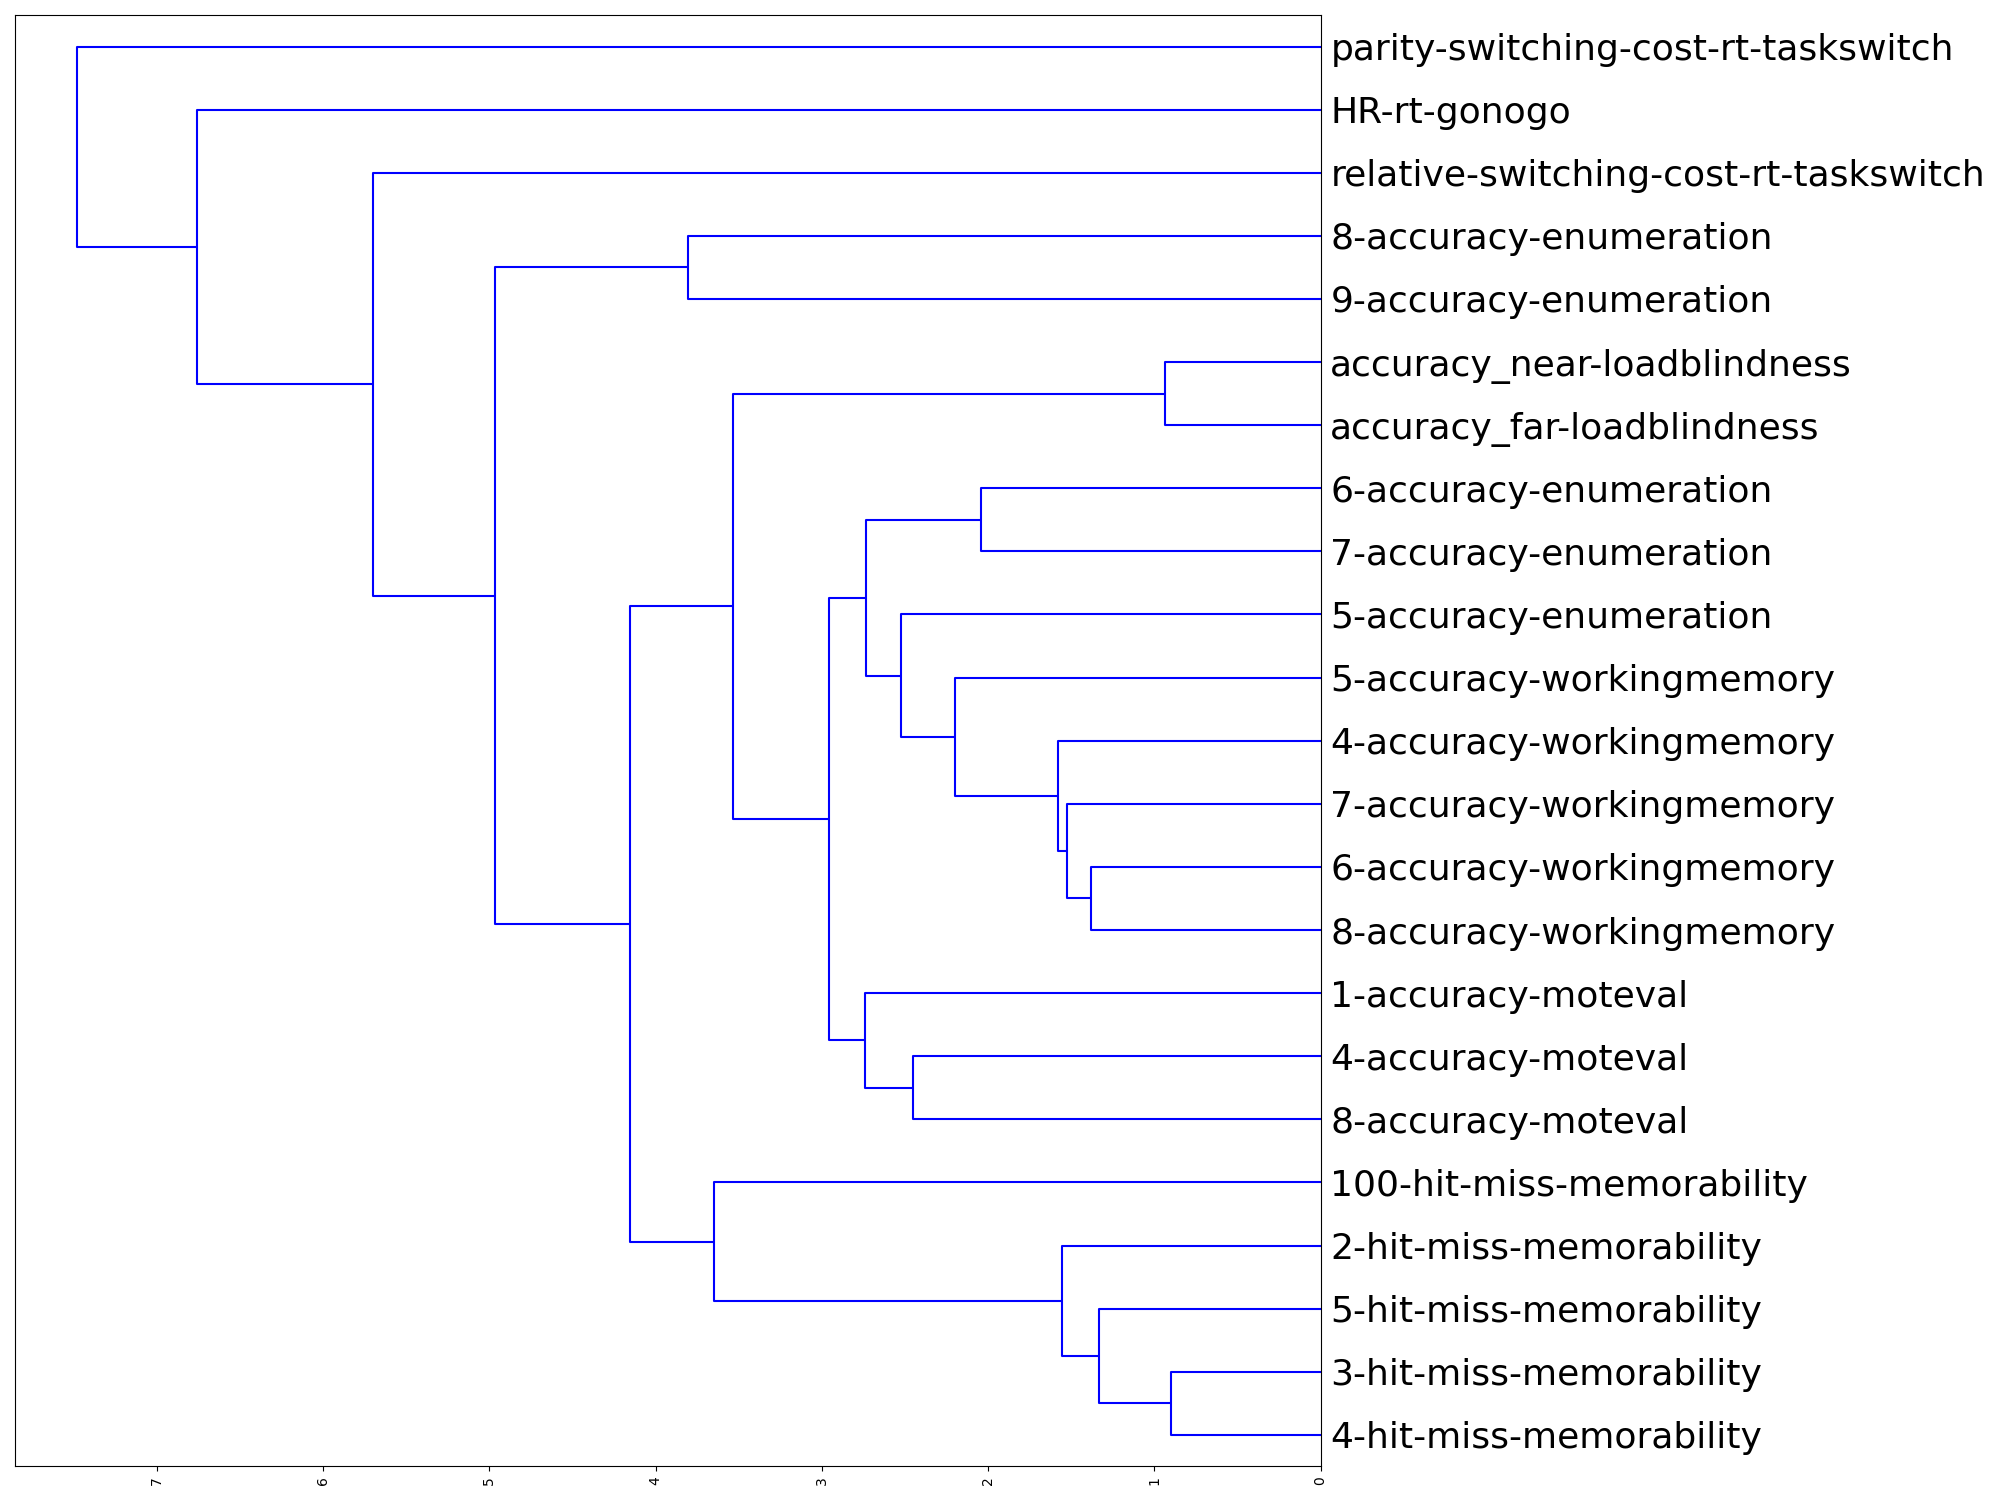 parity-switching-cost-rt-taskswitch
HR-rt-gonogo
relative-switching-cost-rt-taskswitch
8-accuracy-enumeration
9-accuracy-enumeration
accuracy_near-loadblindness
accuracy_far-loadblindness
6-accuracy-enumeration
7-accuracy-enumeration
5-accuracy-enumeration
5-accuracy-workingmemory
4-accuracy-workingmemory
7-accuracy-workingmemory
6-accuracy-workingmemory
8-accuracy-workingmemory
1-accuracy-moteval
4-accuracy-moteval
8-accuracy-moteval
100-hit-miss-memorability
2-hit-miss-memorability
5-hit-miss-memorability
3-hit-miss-memorability
4-hit-miss-memorability
7 6 5 4 3 2 1 0